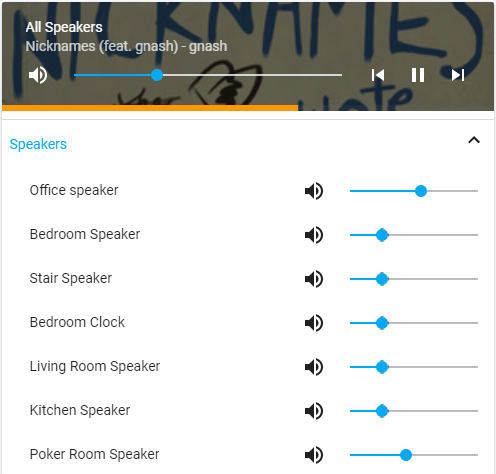 NICKNAMES
All Speakers
Nicknames (feat. gnash) - gnash
wrote
Speakers
Office speaker
Bedroom Speaker
Stair Speaker
Bedroom Clock
Living Room Speaker
Kitchen Speaker
Poker Room Speaker